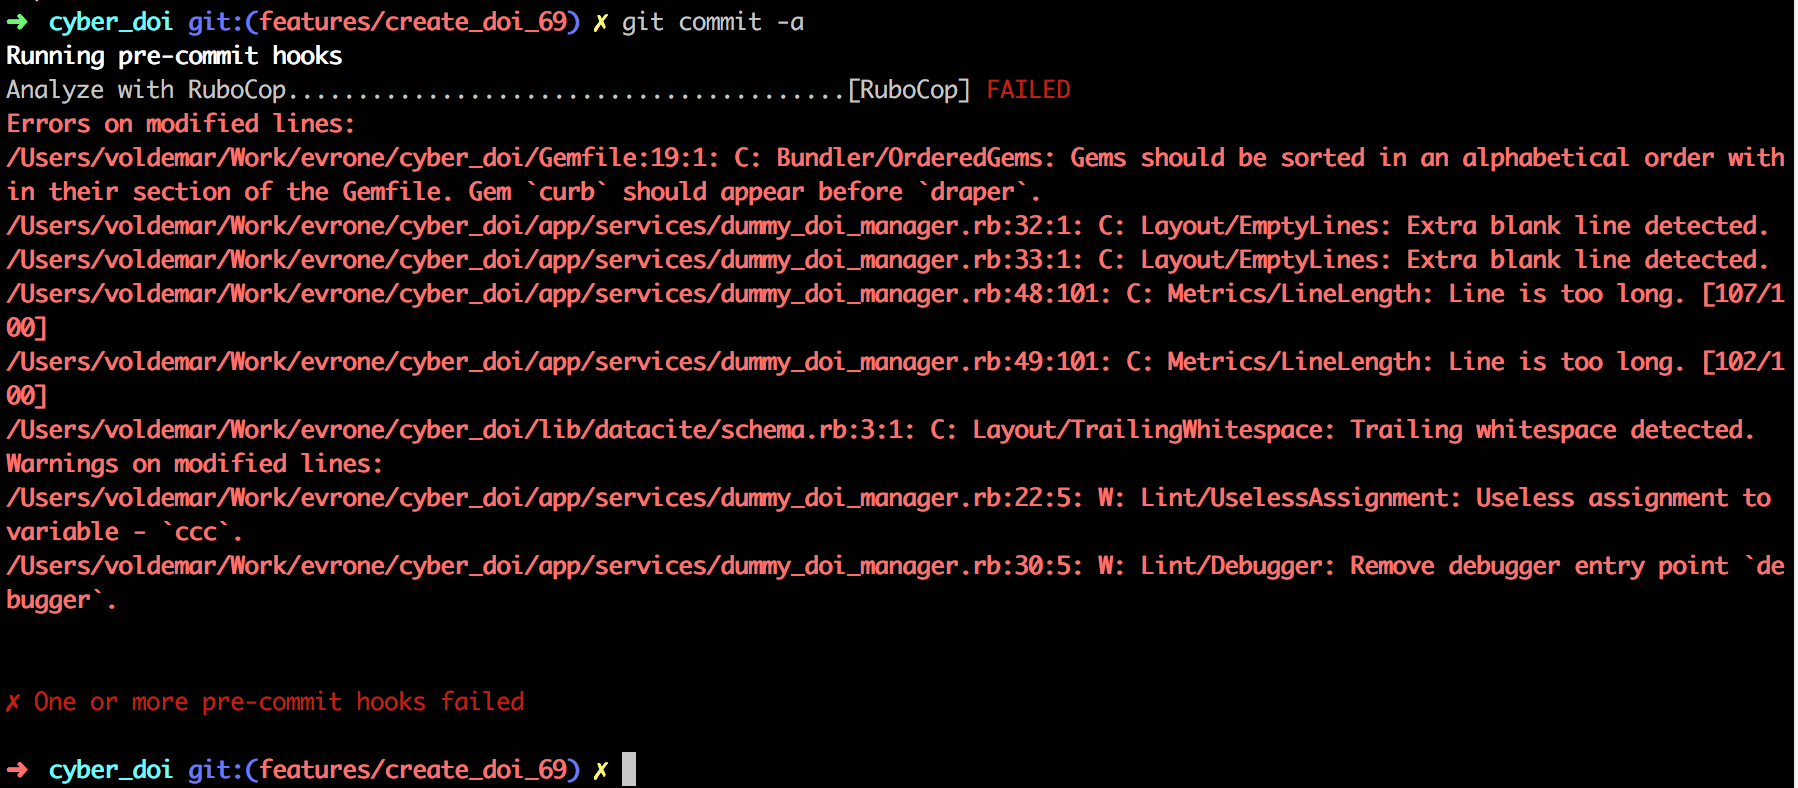 ➜ cyber_doi git:(features/create_doi_69) ✗ git commit -a
Running pre-commit hooks
Analyze with RuboCop........................................[RuboCop] FAILED
Errors on modified lines:
/Users/voldemar/Work/evrone/cyber_doi/Gemfile:19:1: C: Bundler/OrderedGems: Gems should be sorted in an alphabetical order with
in their section of the Gemfile. Gem `curb` should appear before `draper`.
/Users/voldemar/Work/evrone/cyber_doi/app/services/dummy_doi_manager.rb:32:1: C: Layout/EmptyLines: Extra blank line detected.
/Users/voldemar/Work/evrone/cyber_doi/app/services/dummy_doi_manager.rb:33:1: C: Layout/EmptyLines: Extra blank line detected.
/Users/voldemar/Work/evrone/cyber_doi/app/services/dummy_doi_manager.rb:48:101: C: Metrics/LineLength: Line is too long. [107/1
00]
/Users/voldemar/Work/evrone/cyber_doi/app/services/dummy_doi_manager.rb:49:101: C: Metrics/LineLength: Line is too long. [102/1
00]
/Users/voldemar/Work/evrone/cyber_doi/lib/datacite/schema.rb:3:1: C: Layout/TrailingWhitespace: Trailing whitespace detected.
Warnings on modified lines:
/Users/voldemar/Work/evrone/cyber_doi/app/services/dummy_doi_manager.rb:22:5: W: Lint/UselessAssignment: Useless assignment to
variable - `ccc`.
/Users/voldemar/Work/evrone/cyber_doi/app/services/dummy_doi_manager.rb:30:5: W: Lint/Debugger: Remove debugger entry point `de
bugger`.
✗ One or more pre-commit hooks failed
➜ cyber_doi git:(features/create_doi_69) ✗